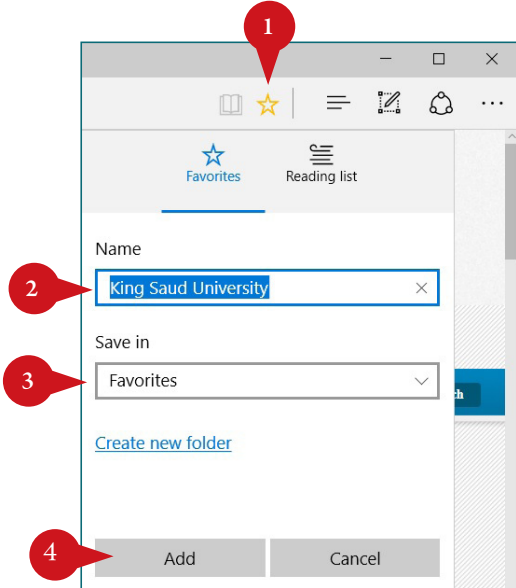 1
Favorites
Reading list
Name
2
King Saud University
Save in
3
Favorites
Create new folder
4
Add
Cancel